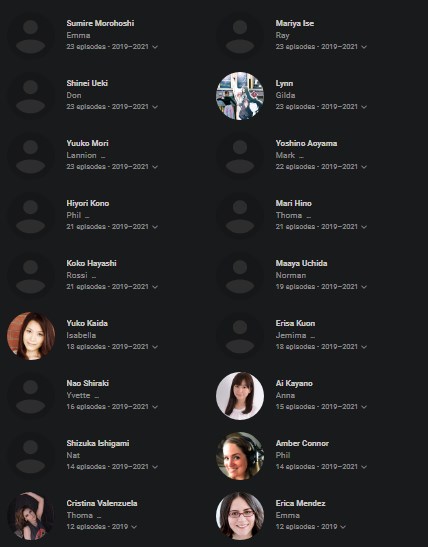 Sumire Morohoshi
Emma
23 episodes • 2019–2021
Mariya Ise
Ray
23 episodes • 2019–2021
Shinei Ueki
Don
23 episodes • 2019–2021
Lynn
Gilda
23 episodes • 2019–2021
Yuuko Mori
Lannion ...
23 episodes • 2019–2021
Yoshino Aoyama
Mark ...
22 episodes • 2019–2021
Hiyori Kono
Phil ...
21 episodes • 2019–2021
Mari Hino
Thoma ...
21 episodes • 2019–2021
Koko Hayashi
Rossi ...
21 episodes • 2019–2021
Maaya Uchida
Norman
19 episodes • 2019–2021
Yuko Kaida
Isabella
18 episodes • 2019–2021
Erisa Kuon
Jemima ...
18 episodes • 2019–2021
Nao Shiraki
Yvette ...
16 episodes • 2019–2021
Ai Kayano
Anna
15 episodes • 2019–2021
Shizuka Ishigami
Nat
14 episodes • 2019–2021
Amber Connor
Phil
14 episodes • 2019–2021
Cristina Valenzuela
Thoma ...
12 episodes • 2019
Erica Mendez
Emma
12 episodes • 2019